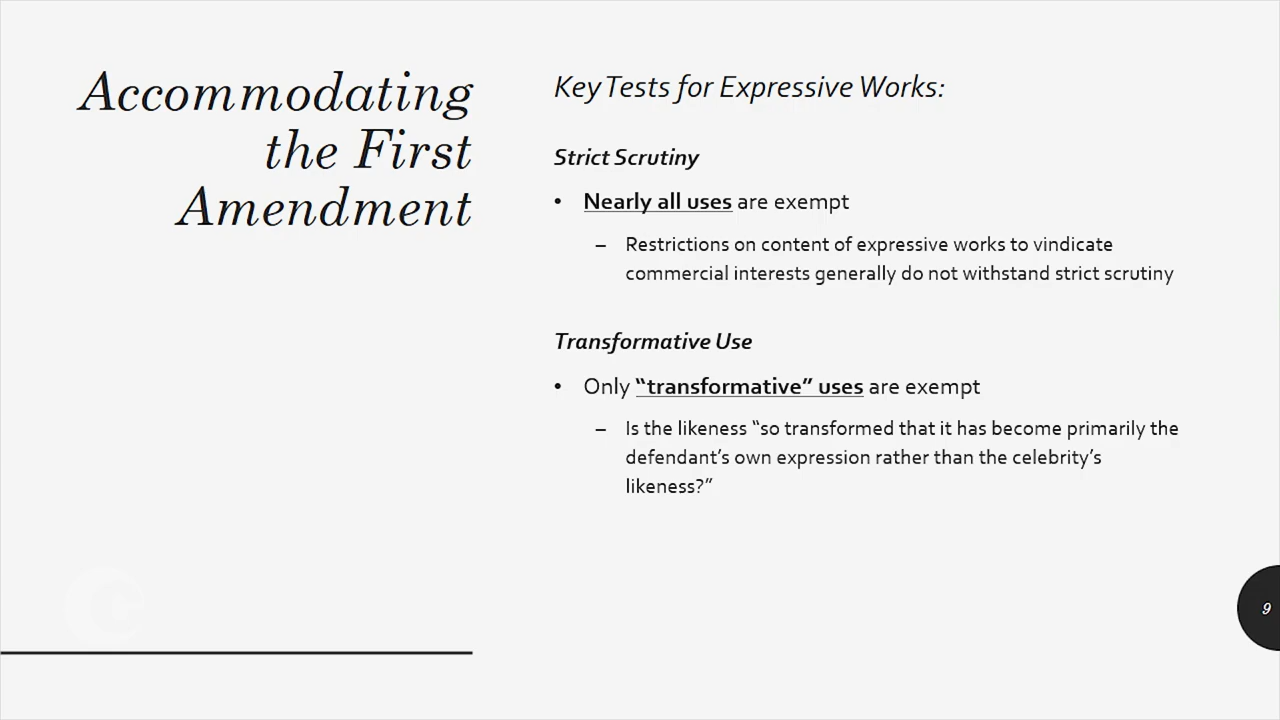 Accommodating
the First
Amendment
Key Tests for Expressive Works:
Strict Scrutiny
• Nearly all uses are exempt
– Restrictions on content of expressive works to vindicate
commercial interests generally do not withstand strict scrutiny
Transformative Use
• Only “transformative” uses are exempt
– Is the likeness “so transformed that it has become primarily the
defendant’s own expression rather than the celebrity’s
likeness?”
9